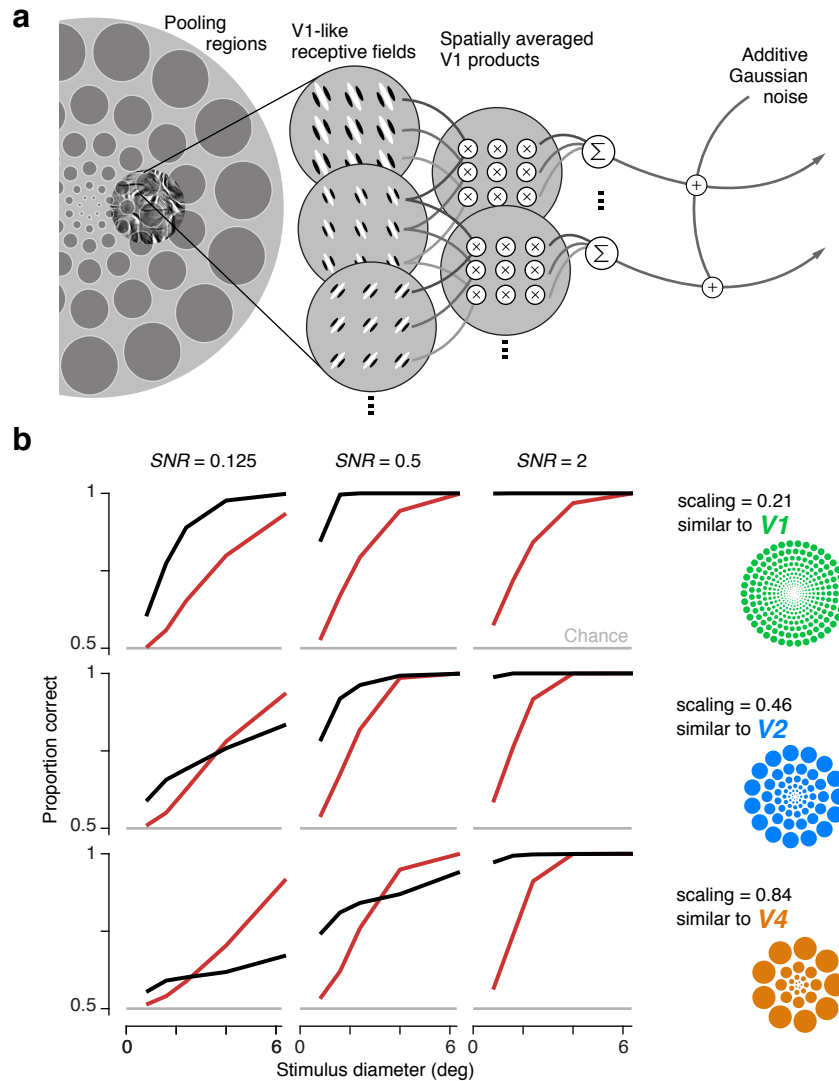 a
Pooling
regions
V1-like
receptive fields
Spatially averaged
V1 products
Additive
Gaussian
noise
× × ×
× × ×
× × ×
Σ
+
× × ×
× × ×
× × ×
Σ
+
b
SNR = 0.125
SNR = 0.5
SNR = 2
1
0.5
Chance
scaling = 0.21
similar to V1
1
0.5
scaling = 0.46
similar to V2
1
0.5
scaling = 0.84
similar to V4
Proportion correct
0 6
0 6
0 6
Stimulus diameter (deg)